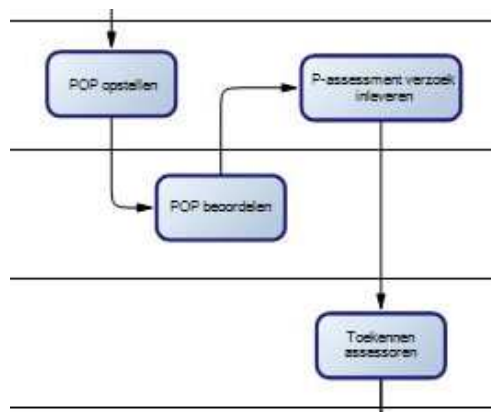 POP opstellen
P-assessment verzoek
inleveren
POP beoordelen
Toekennen
assessoren